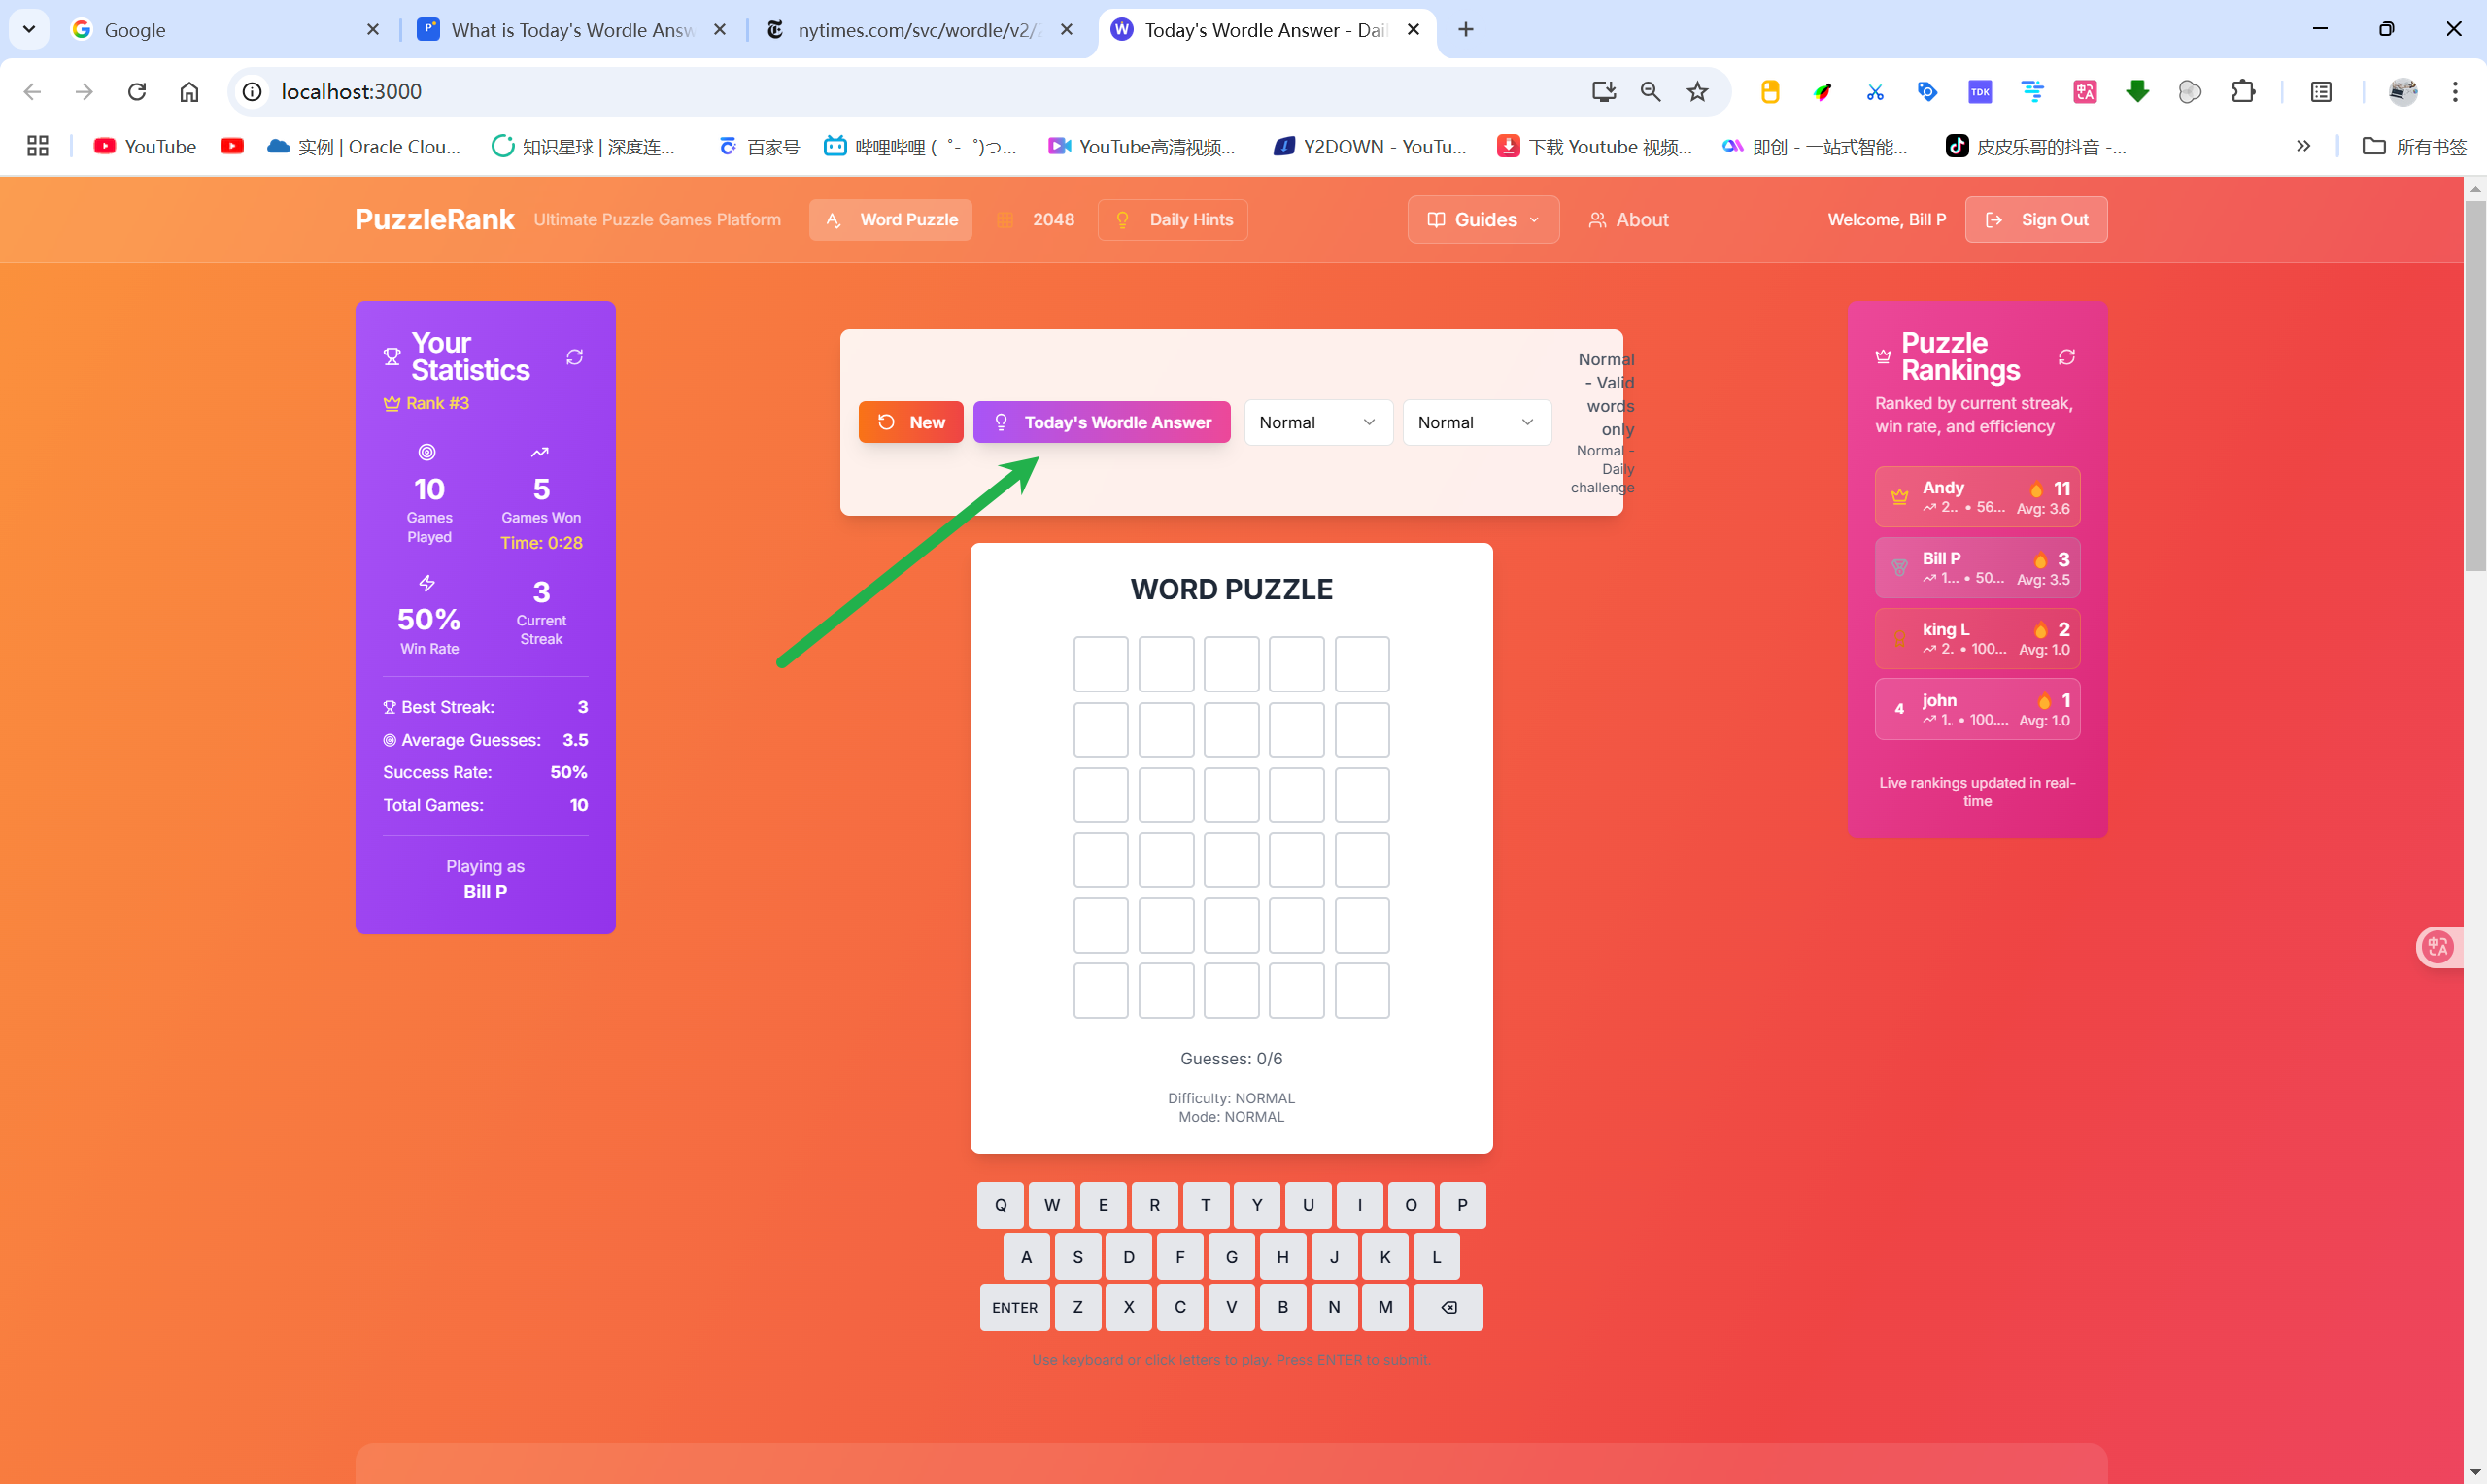 Google
What is Today's Wordle Answ
nytimes.com/svc/wordle/v2/2
Today's Wordle Answer - Dail
localhost:3000
TDK
YouTube
实例 | Oracle Clou...
知识星球 | 深度连...
百家号
哔哩哔哩 ( ゜- ゜)つ...
YouTube高清视频...
Y2DOWN - YouTu...
下载 Youtube 视频...
即创 - 一站式智能...
皮皮乐哥的抖音 -...
所有书签
PuzzleRank
Ultimate Puzzle Games Platform
Word Puzzle
2048
Daily Hints
Guides
About
Welcome, Bill P
Sign Out
Your
Statistics
Rank #3
10
Games
Played
5
Games Won
Time: 0:28
50%
Win Rate
3
Current
Streak
Best Streak: 3
Average Guesses: 3.5
Success Rate: 50%
Total Games: 10
Playing as
Bill P
New
Today's Wordle Answer
Normal
Normal
Normal
- Valid
words
only
Normal -
Daily
challenge
WORD PUZZLE
Guesses: 0/6
Difficulty: NORMAL
Mode: NORMAL
Q W E R T Y U I O P
A S D F G H J K L
ENTER Z X C V B N M
Use keyboard or click letters to play. Press ENTER to submit.
Puzzle
Rankings
Ranked by current streak,
win rate, and efficiency
Andy 11
2... • 56... Avg: 3.6
Bill P 3
1... • 50... Avg: 3.5
king L 2
2. • 100... Avg: 1.0
4 john 1
1.. • 100.... Avg: 1.0
Live rankings updated in real-
time